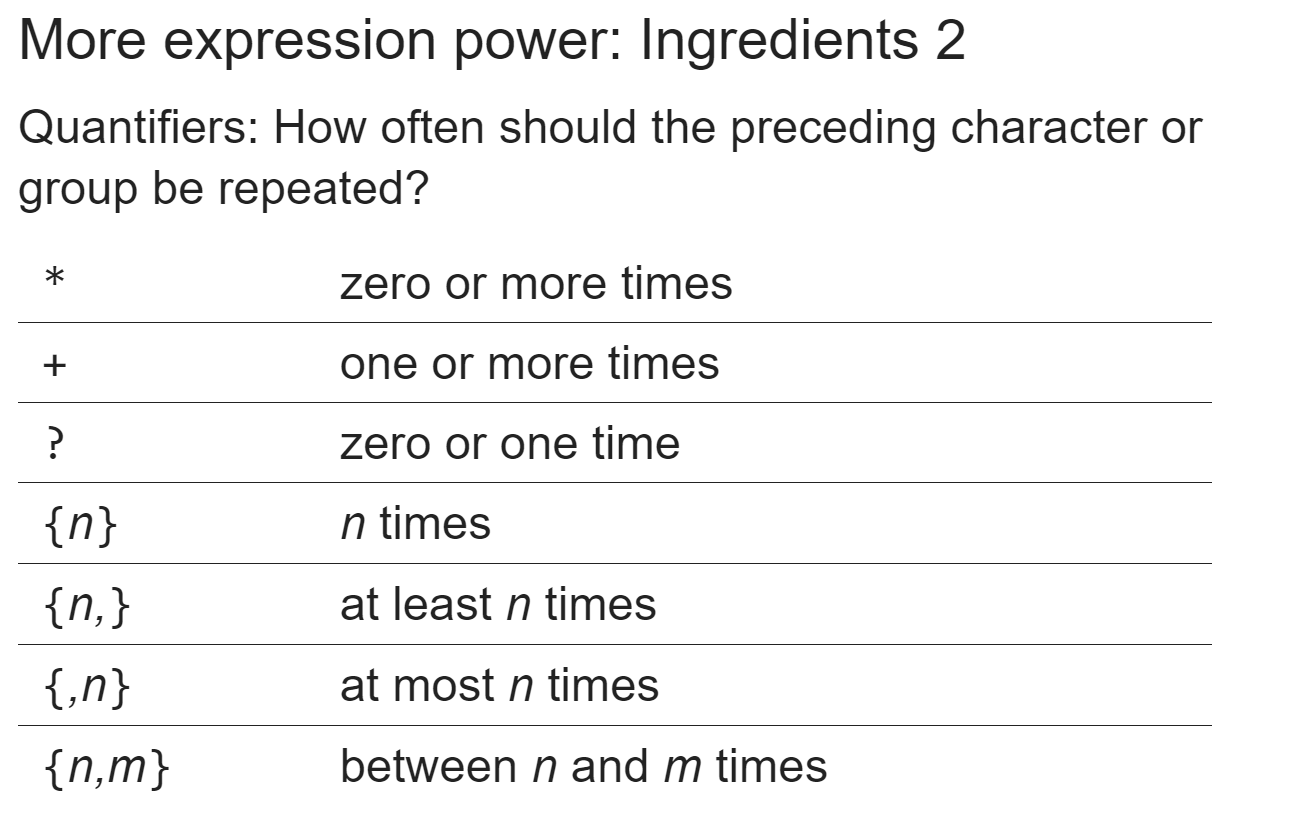 More expression power: Ingredients 2
Quantifiers: How often should the preceding character or
group be repeated?
* zero or more times
+ one or more times
? zero or one time
{n} n times
{n,} at least n times
{,n} at most n times
{n,m} between n and m times